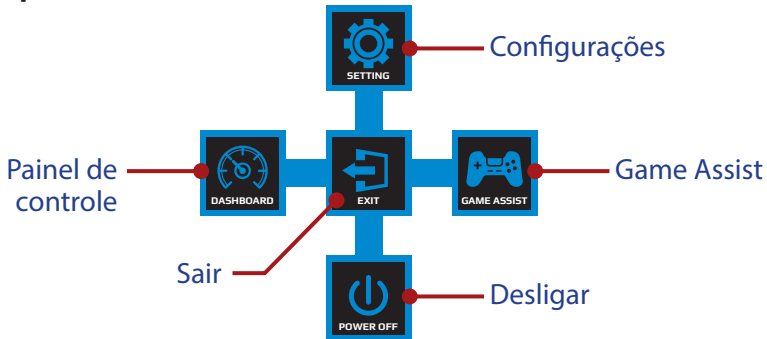 SETTING
Configurações
Painel de
controle
DASHBOARD
EXIT
GAME ASSIST
Game Assist
Sair
POWER OFF
Desligar